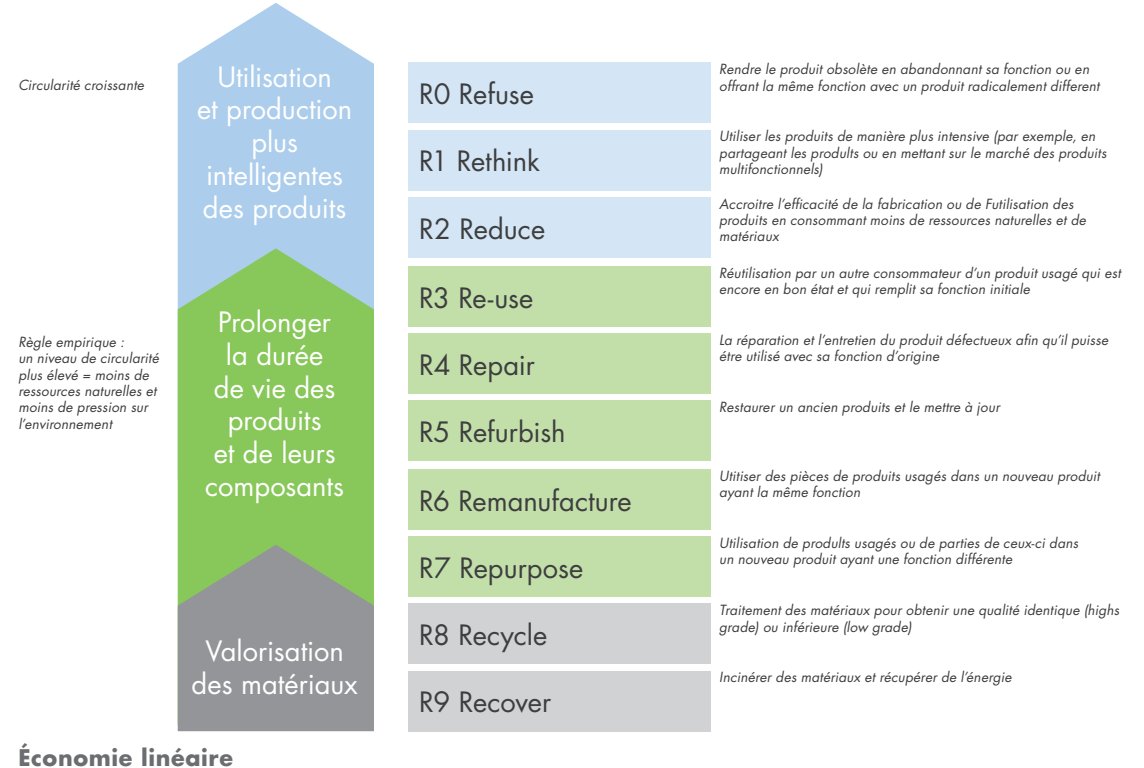 Circularité croissante
Utilisation
et production
plus
intelligentes
des produits
R0 Refuse
Rendre le produit obsolète en abandonnant sa fonction ou en
offrant la même fonction avec un produit radicalement different
R1 Rethink
Utiliser les produits de manière plus intensive (par exemple, en
partageant les prodults ou en mettant sur le marché des produits
multifonctionnels)
R2 Reduce
Accroitre l’efficacité de la fabrication ou de Futilisation des
produits en consommant moins de ressources naturelles et de
matériaux
Règle empirique :
un niveau de circularité
plus élevé = moins de
ressources naturelles et
moins de pression sur
l’environnement
Prolonger
la durée
de vie des
produits
et de leurs
composants
R3 Re-use
Réutilisation par un autre consommateur d’un produit usagé qui est
encore en bon état et qui remplit sa fonction initiale
R4 Repair
La réparation et l’entretien du produit défectueux afin qu’il puisse
étre utilisé avec sa fonction d’origine
R5 Refurbish
Restaurer un ancien produits et le mettre à jour
R6 Remanufacture
Utitiser des pièces de produits usagés dans un nouveau produit
ayant la même fonction
R7 Repurpose
Utilisation de prodults usagés ou de parties de ceux-ci dans
un nouveau produit ayant une fonction différente
Valorisation
des matériaux
R8 Recycle
Traitement des matériaux pour obtenir une qualité identique (highs
grade) ou inférieure (low grade)
R9 Recover
Incinérer des matériaux et récupérer de l’énergie
Économie linéaire